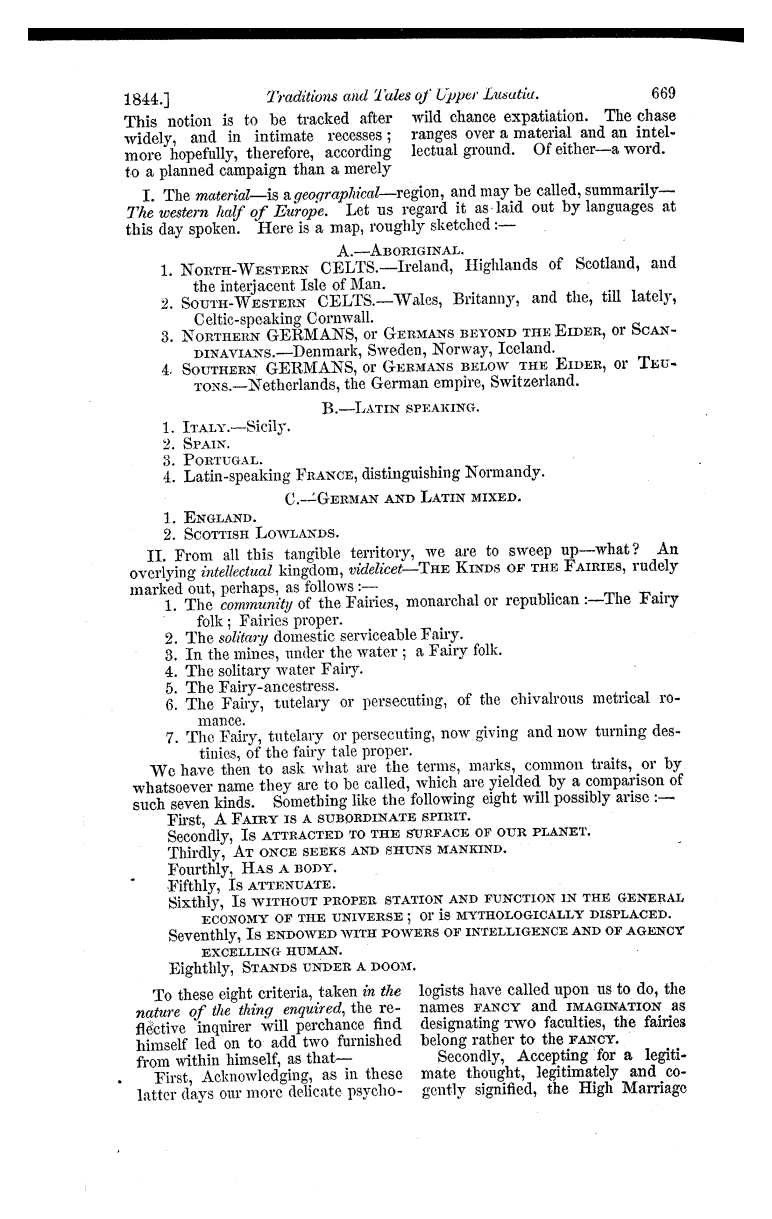 1844.] Traditions and Tales of Upper Lusatia. 669
This notion is to be tracked after
widely, and in intimate recesses;
more hopefully, therefore, according
to a planned campaign than a merely
wild chance expatiation. The chase
ranges over a material and an intel-
lectual ground. Of either—a word.
I. The material—is a geographical—region, and may be called, summarily—
The western half of Europe. Let us regard it as laid out by languages at
this day spoken. Here is a map, roughly sketched:—
A.—ABORIGINAL.
1. NORTH-WESTERN CELTS.—Ireland, Highlands of Scotland, and
the interjacent Isle of Man.
2. SOUTH-WESTERN CELTS.—Wales, Britanny, and the, till lately,
Celtic-speaking Cornwall.
3. NORTHERN GERMANS, or GERMANS BEYOND THE EIDER, or SCAN-
DINAVIANS.—Denmark, Sweden, Norway, Iceland.
4. SOUTHERN GERMANS, or GERMANS BELOW THE EIDER, or TEU-
TONS.—Netherlands, the German empire, Switzerland.
B.—LATIN SPEAKING.
1. ITALY.—Sicily.
2. SPAIN.
3. PORTUGAL.
4. Latin-speaking FRANCE, distinguishing Normandy.
C.—GERMAN AND LATIN MIXED.
1. ENGLAND.
2. SCOTTISH LOWLANDS.
II. From all this tangible territory, we are to sweep up—what? An
overlying intellectual kingdom, videlicet—THE KINDS OF THE FAIRIES, rudely
marked out, perhaps, as follows:—
1. The community of the Fairies, monarchal or republican:—The Fairy
folk; Fairies proper.
2. The solitary domestic serviceable Fairy.
3. In the mines, under the water; a Fairy folk.
4. The solitary water Fairy.
5. The Fairy-ancestress.
6. The Fairy, tutelary or persecuting, of the chivalrous metrical ro-
mance.
7. The Fairy, tutelary or persecuting, now giving and now turning des-
tinies, of the fairy tale proper.
We have then to ask what are the terms, marks, common traits, or by
whatsoever name they are to be called, which are yielded by a comparison of
such seven kinds. Something like the following eight will possibly arise:—
First, A FAIRY IS A SUBORDINATE SPIRIT.
Secondly, IS ATTRACTED TO THE SURFACE OF OUR PLANET.
Thirdly, AT ONCE SEEKS AND SHUNS MANKIND.
Fourthly, HAS A BODY.
Fifthly, IS ATTENUATE.
Sixthly, IS WITHOUT PROPER STATION AND FUNCTION IN THE GENERAL
ECONOMY OF THE UNIVERSE; or is MYTHOLOGICALLY DISPLACED.
Seventhly, IS ENDOWED WITH POWERS OF INTELLIGENCE AND OF AGENCY
EXCELLING HUMAN.
Eighthly, STANDS UNDER A DOOM.
To these eight criteria, taken in the
nature of the thing enquired, the re-
flective inquirer will perchance find
himself led on to add two furnished
from within himself, as that—
First, Acknowledging, as in these
latter days our more delicate psycho-
logists have called upon us to do, the
names FANCY and IMAGINATION as
designating TWO faculties, the fairies
belong rather to the FANCY.
Secondly, Accepting for a legiti-
mate thought, legitimately and co-
gently signified, the High Marriage